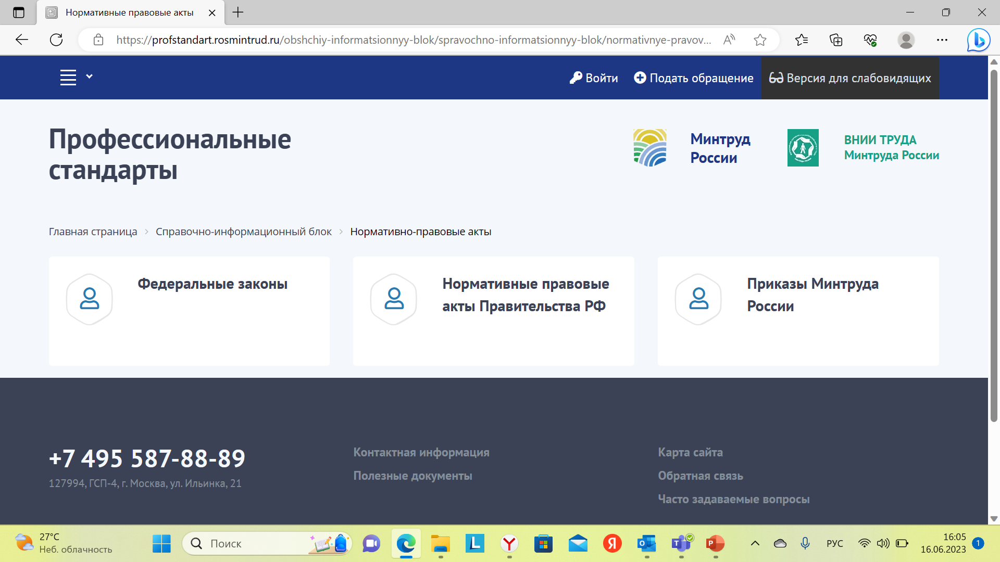 Нормативные правовые акты
https://profstandart.rosmintrud.ru/obshchiy-informatsionnyy-blok/spravochno-informatsionnyy-blok/normativnye-pravov...
Войти
Подать обращение
Версия для слабовидящих
Профессиональные
стандарты
Минтруд
России
ВНИИ ТРУДА
Минтруда России
Главная страница > Справочно-информационный блок > Нормативно-правовые акты
Федеральные законы
Нормативные правовые
акты Правительства РФ
Приказы Минтруда
России
+7 495 587-88-89
127994, ГСП-4, г. Москва, ул. Ильинка, 21
Контактная информация
Полезные документы
Карта сайта
Обратная связь
Часто задаваемые вопросы
27°C
Неб. облачность
Поиск
РУС
16:05
16.06.2023
1